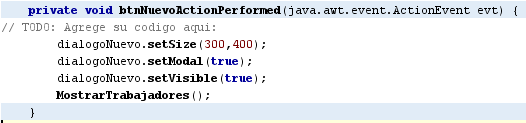 private void btnNuevoActionPerformed(java.awt.event.ActionEvent evt) {
// TODO: Agrege su codigo aqui:
dialogoNuevo.setSize(300,400);
dialogoNuevo.setModal(true);
dialogoNuevo.setVisible(true);
MostrarTrabajadores();
}